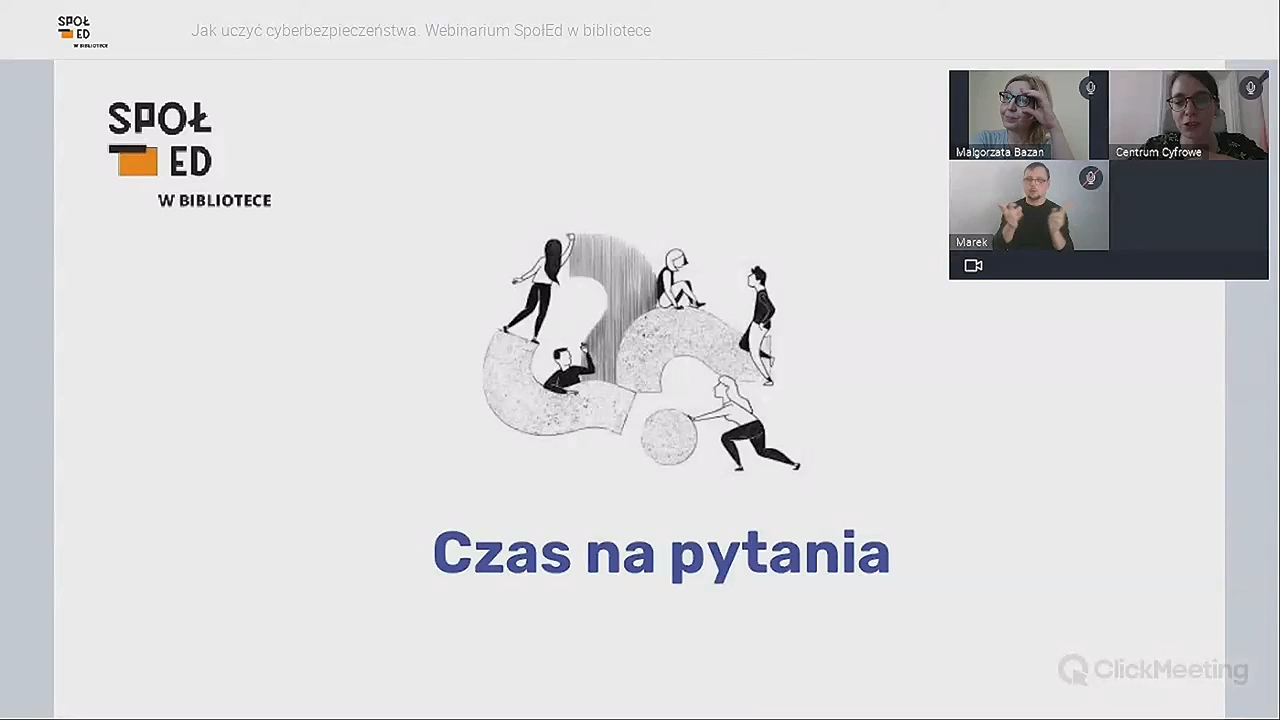 SPOŁ
ED
W BIBLIOTECE
Jak uczyć cyberbezpieczeństwa. Webinarium SpołEd w bibliotece
SPOŁ
ED
W BIBLIOTECE
Malgorzata Bazan
Centrum Cyfrowe
Marek
Czas na pytania
ClickMeeting